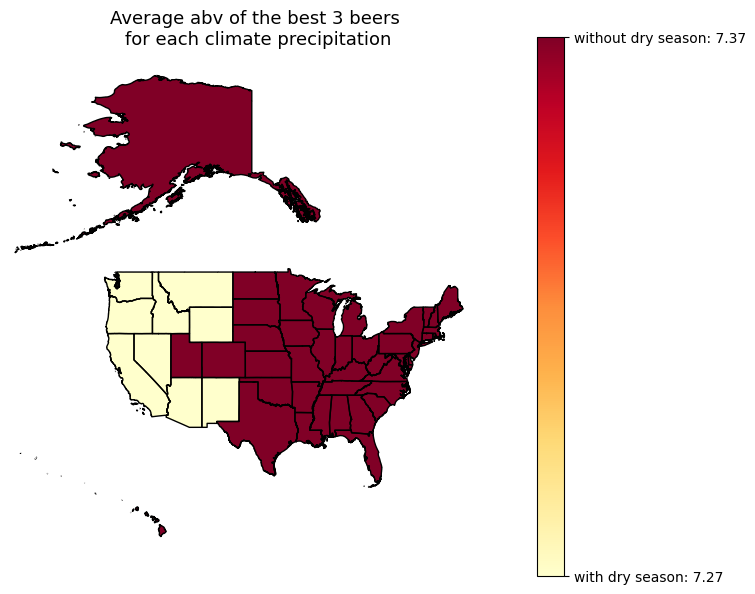 Average abv of the best 3 beers
for each climate precipitation
without dry season: 7.37
with dry season: 7.27